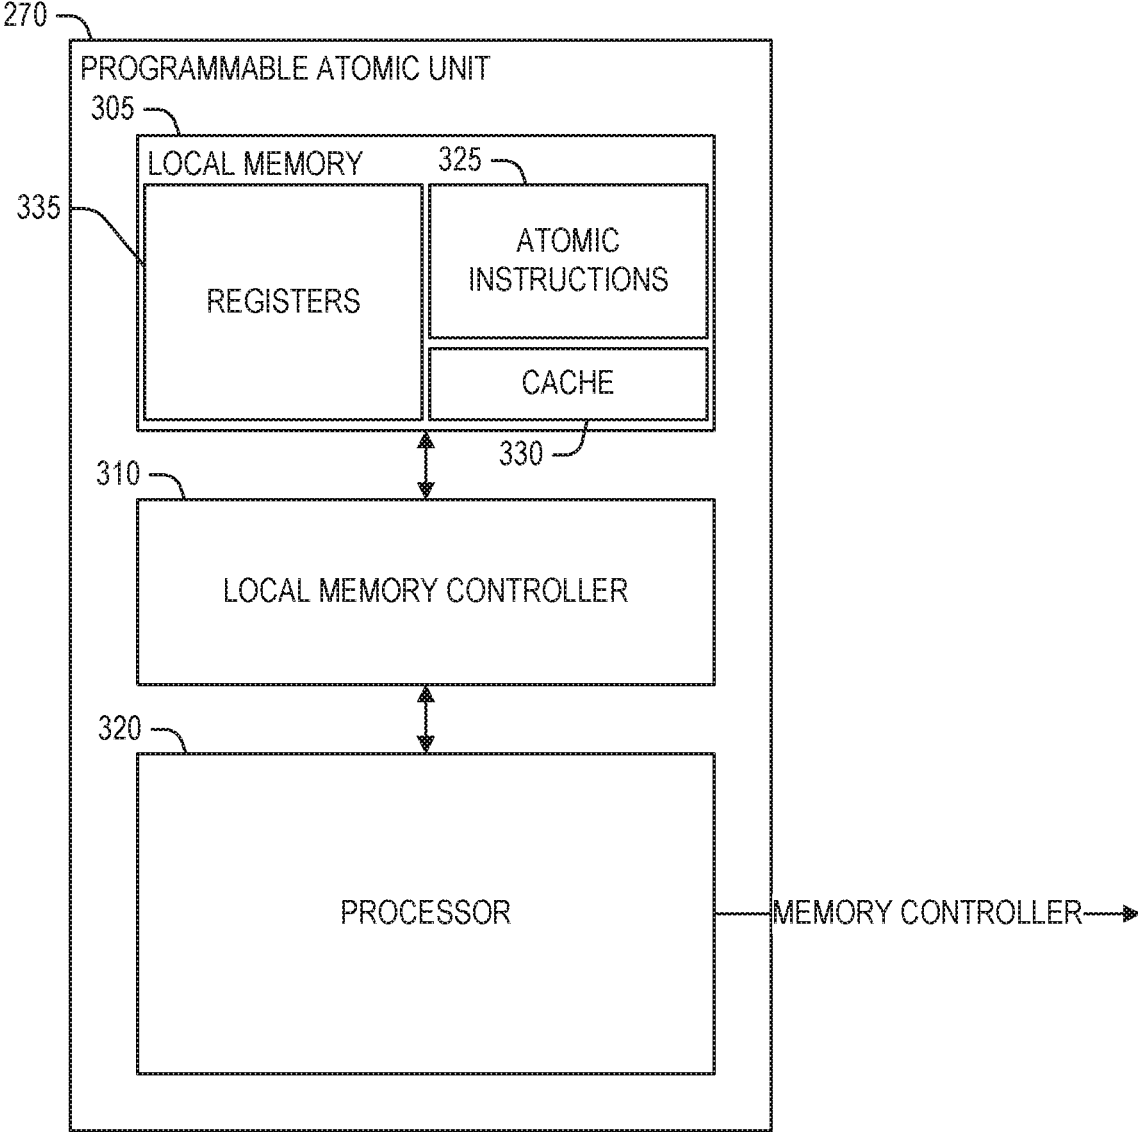 270
PROGRAMMABLE ATOMIC UNIT
305
LOCAL MEMORY
325
335
ATOMIC
INSTRUCTIONS
REGISTERS
CACHE
330
310
LOCAL MEMORY CONTROLLER
320
PROCESSOR
MEMORY CONTROLLER